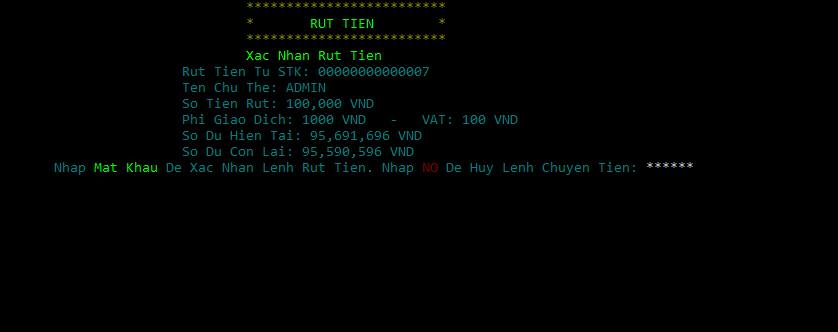 *************************
* RUT TIEN *
*************************
Xac Nhan Rut Tien
Rut Tien Tu STK: 00000000000007
Ten Chu The: ADMIN
So Tien Rut: 100,000 VND
Phi Giao Dich: 1000 VND - VAT: 100 VND
So Du Hien Tai: 95,691,696 VND
So Du Con Lai: 95,590,596 VND
Nhap Mat Khau De Xac Nhan Lenh Rut Tien. Nhap NO De Huy Lenh Chuyen Tien: ******